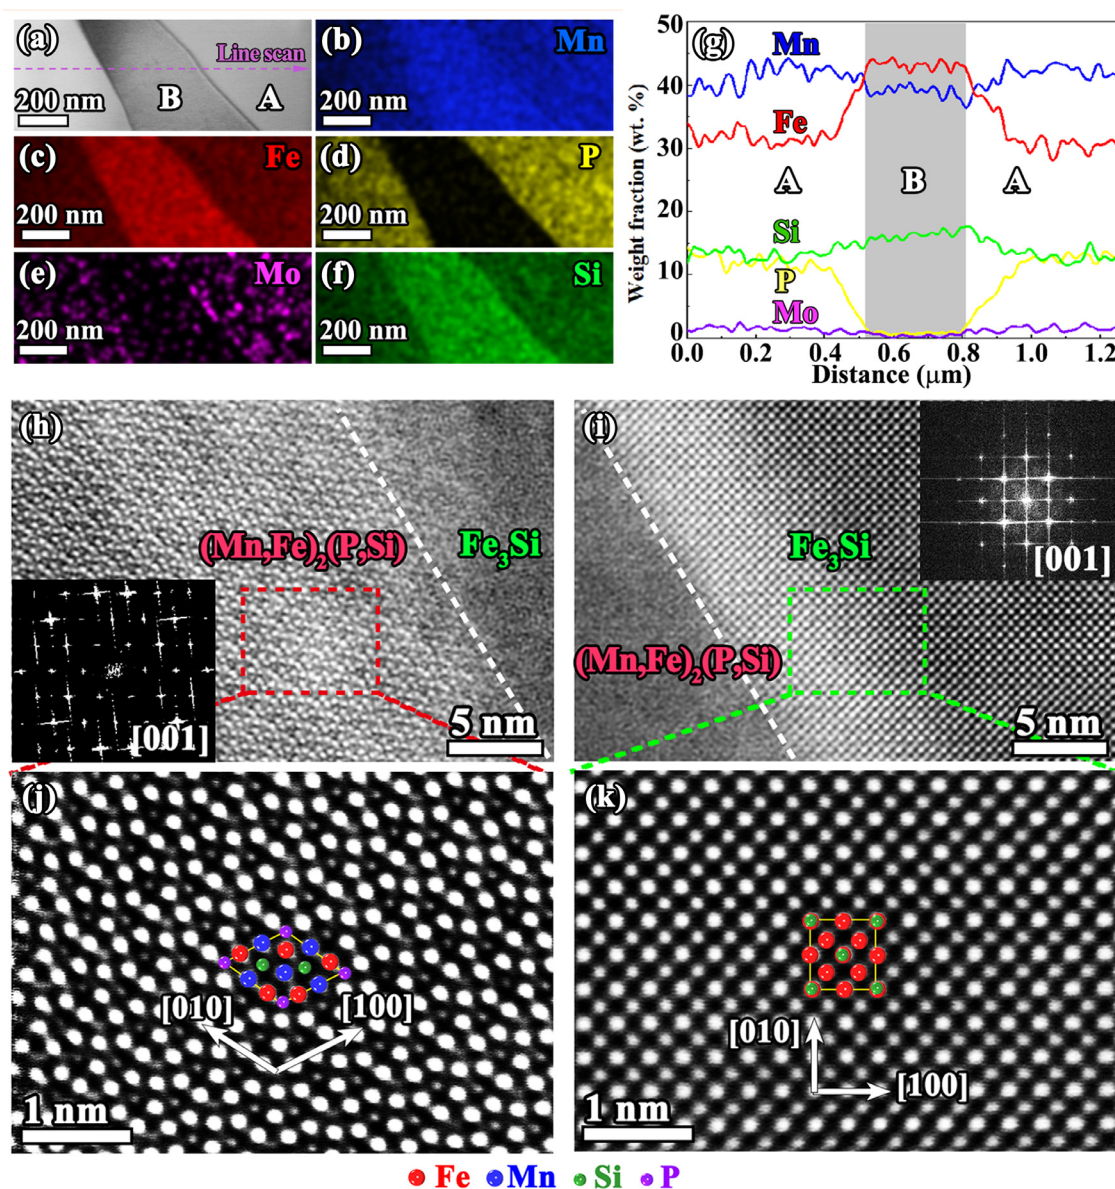 (a)
Line scan
B
A
200 nm
(b)
Mn
200 nm
(c)
Fe
200 nm
(d)
P
200 nm
(e)
Mo
200 nm
(f)
Si
200 nm
(g)
Weight fraction (wt. %)
50
40
30
20
10
0
Mn
Fe
A
B
A
Si
P
Mo
0.0 0.2 0.4 0.6 0.8 1.0 1.2
Distance (μm)
(h)
(Mn,Fe)₂(P,Si)
Fe₃Si
[001]
5 nm
(i)
Fe₃Si
[001]
(Mn,Fe)₂(P,Si)
5 nm
(j)
[010]
[100]
1 nm
(k)
[010]
[100]
1 nm
Fe Mn Si P